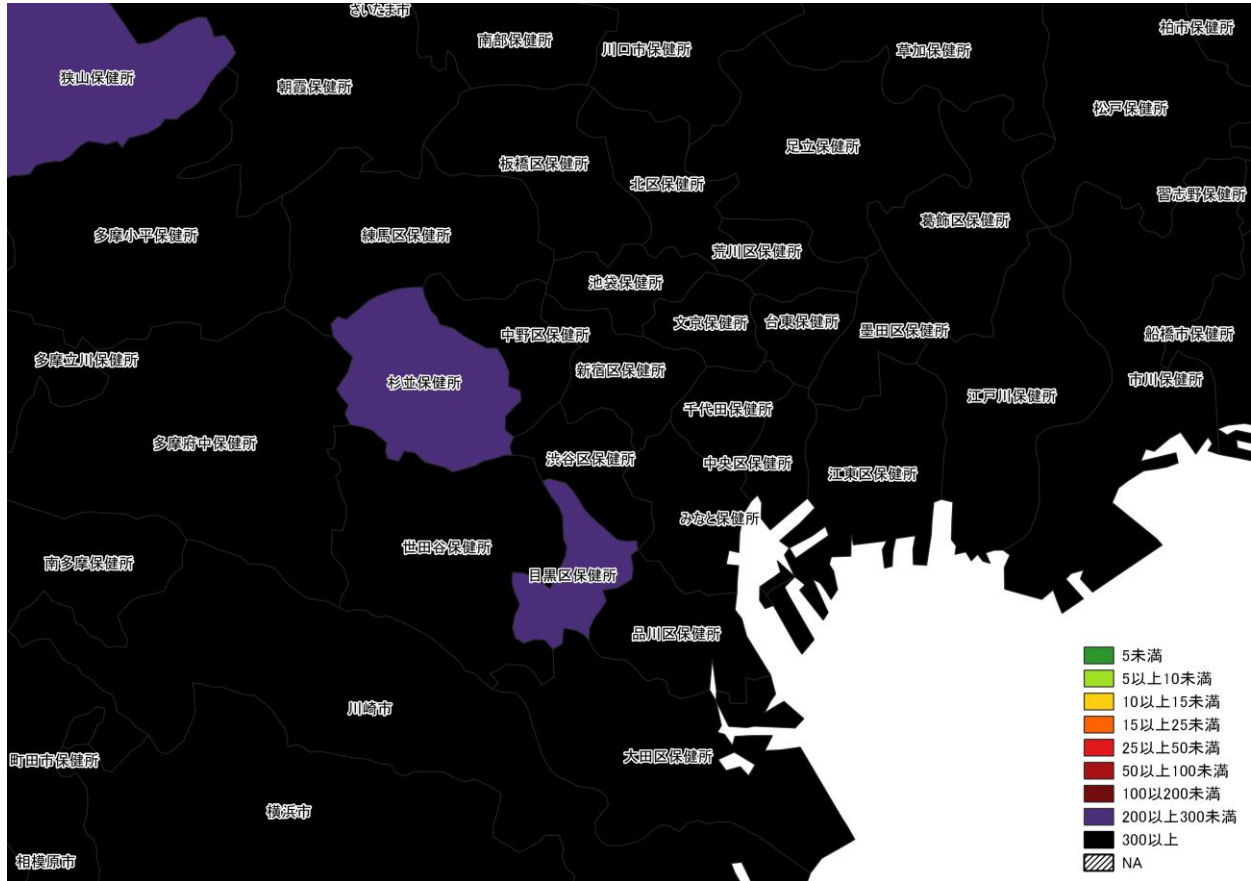 さいたま市
柏市保健所
南部保健所
川口市保健所
草加保健所
狭山保健所
朝霞保健所
松戸保健所
足立保健所
板橋区保健所
北区保健所
習志野保健所
葛飾区保健所
多摩小平保健所
練馬区保健所
荒川区保健所
池袋保健所
文京保健所
台東保健所
墨田区保健所
中野区保健所
船橋市保健所
多摩立川保健所
新宿区保健所
杉並保健所
市川保健所
江戸川保健所
千代田保健所
多摩府中保健所
渋谷区保健所
中央区保健所
江東区保健所
みなと保健所
世田谷保健所
南多摩保健所
目黒区保健所
品川区保健所
川崎市
大田区保健所
町田市保健所
横浜市
相模原市
5未満
5以上10未満
10以上15未満
15以上25未満
25以上50未満
50以上100未満
100以200未満
200以上300未満
300以上
NA